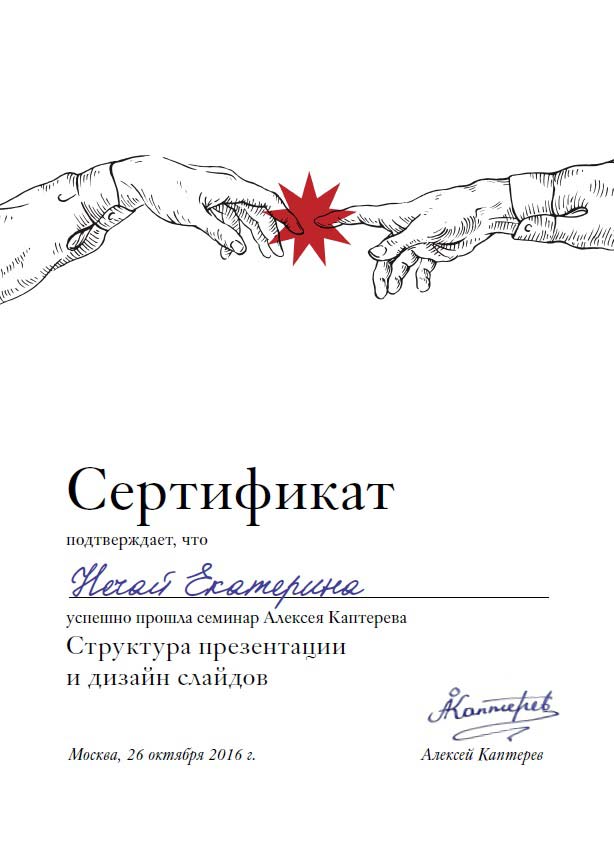 Сертификат
подтверждает, что
Нечай Екатерина
успешно прошла семинар Алексея Каптерева
Структура презентации
и дизайн слайдов
АКаптерев
Москва, 26 октября 2016 г.
Алексей Каптерев